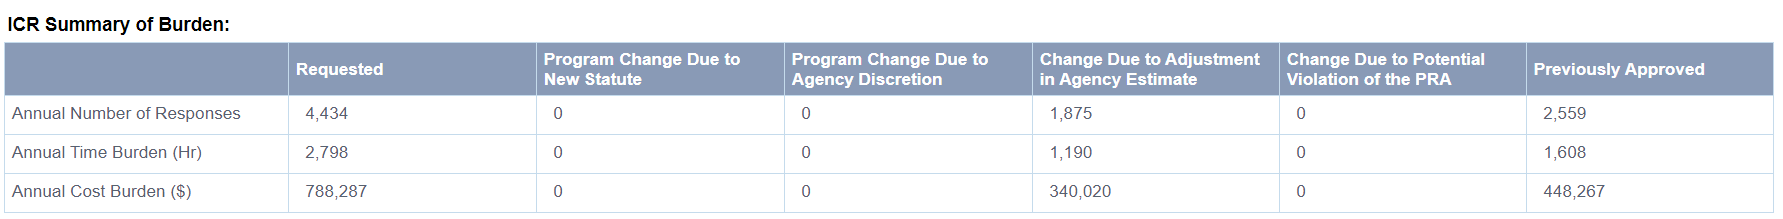 ICR Summary of Burden:
Requested
Program Change Due to
New Statute
Program Change Due to
Agency Discretion
Change Due to Adjustment
in Agency Estimate
Change Due to Potential
Violation of the PRA
Previously Approved
Annual Number of Responses 4,434 0 0 1,875 0 2,559
Annual Time Burden (Hr) 2,798 0 0 1,190 0 1,608
Annual Cost Burden ($) 788,287 0 0 340,020 0 448,267